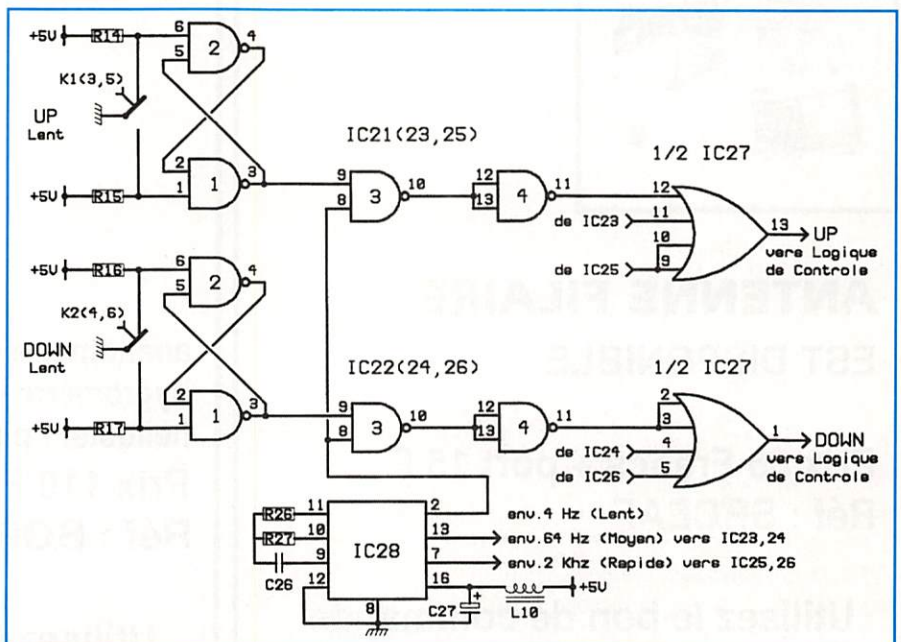 +5V R14 6 5 2 4
K1(3,5)
UP
Lent
+5V R15 2 1 1 3
IC21(23,25)
9 8 3 10 12 13 4 11
1/2 IC27
12 11 10 9 13 UP
de IC23
de IC25
vers Logique
de Controle
+5V R16 6 5 2 4
K2(4,6)
DOWN
Lent
+5V R17 2 1 1 3
IC22(24,26)
9 8 3 10 12 13 4 11
1/2 IC27
2 3 4 5 1 DOWN
de IC24
de IC26
vers Logique
de Controle
R26 11 2 env.4 Hz (Lent)
R27 10 13 env.64 Hz (Moyen) vers IC23,24
C26 9 IC28 7 env.2 Khz (Rapide) vers IC25,26
12 8 16 +5V
C27 + L10
ANTENNE FILAIRE
EST DISPONIBLE
Utilisez le bon de commande